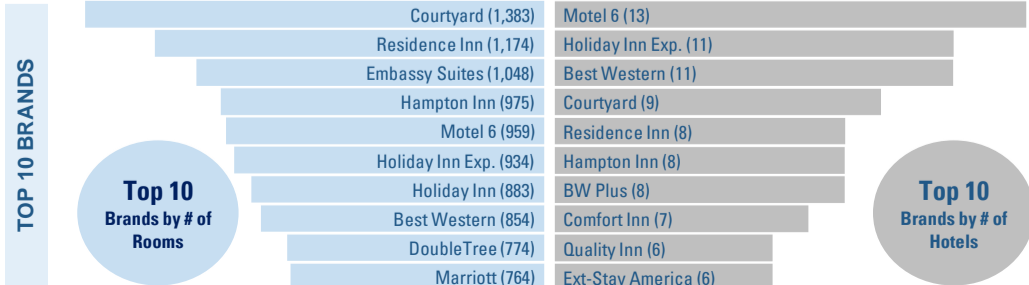 TOP 10 BRANDS
Courtyard (1,383)
Residence Inn (1,174)
Embassy Suites (1,048)
Hampton Inn (975)
Motel 6 (959)
Holiday Inn Exp. (934)
Holiday Inn (883)
Best Western (854)
DoubleTree (774)
Marriott (764)
Top 10
Brands by # of
Rooms
Motel 6 (13)
Holiday Inn Exp. (11)
Best Western (11)
Courtyard (9)
Residence Inn (8)
Hampton Inn (8)
BW Plus (8)
Comfort Inn (7)
Quality Inn (6)
Ext-Stay America (6)
Top 10
Brands by # of
Hotels